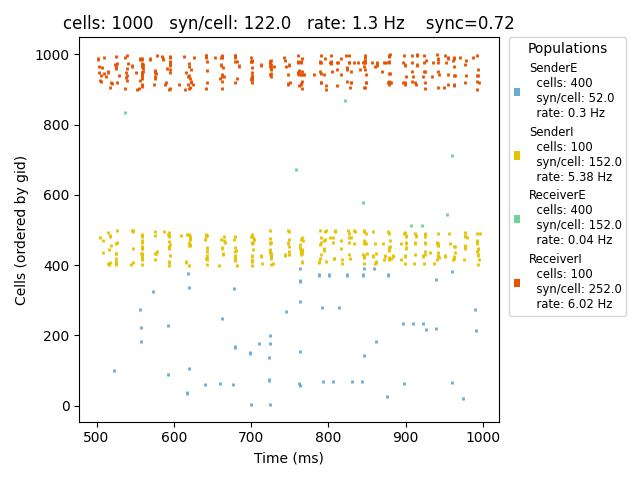 cells: 1000   syn/cell: 122.0   rate: 1.3 Hz    sync=0.72
Populations
SenderE
cells: 400
syn/cell: 52.0
rate: 0.3 Hz
SenderI
cells: 100
syn/cell: 152.0
rate: 5.38 Hz
ReceiverE
cells: 400
syn/cell: 152.0
rate: 0.04 Hz
ReceiverI
cells: 100
syn/cell: 252.0
rate: 6.02 Hz
Cells (ordered by gid)
1000
800
600
400
200
0
500 600 700 800 900 1000
Time (ms)